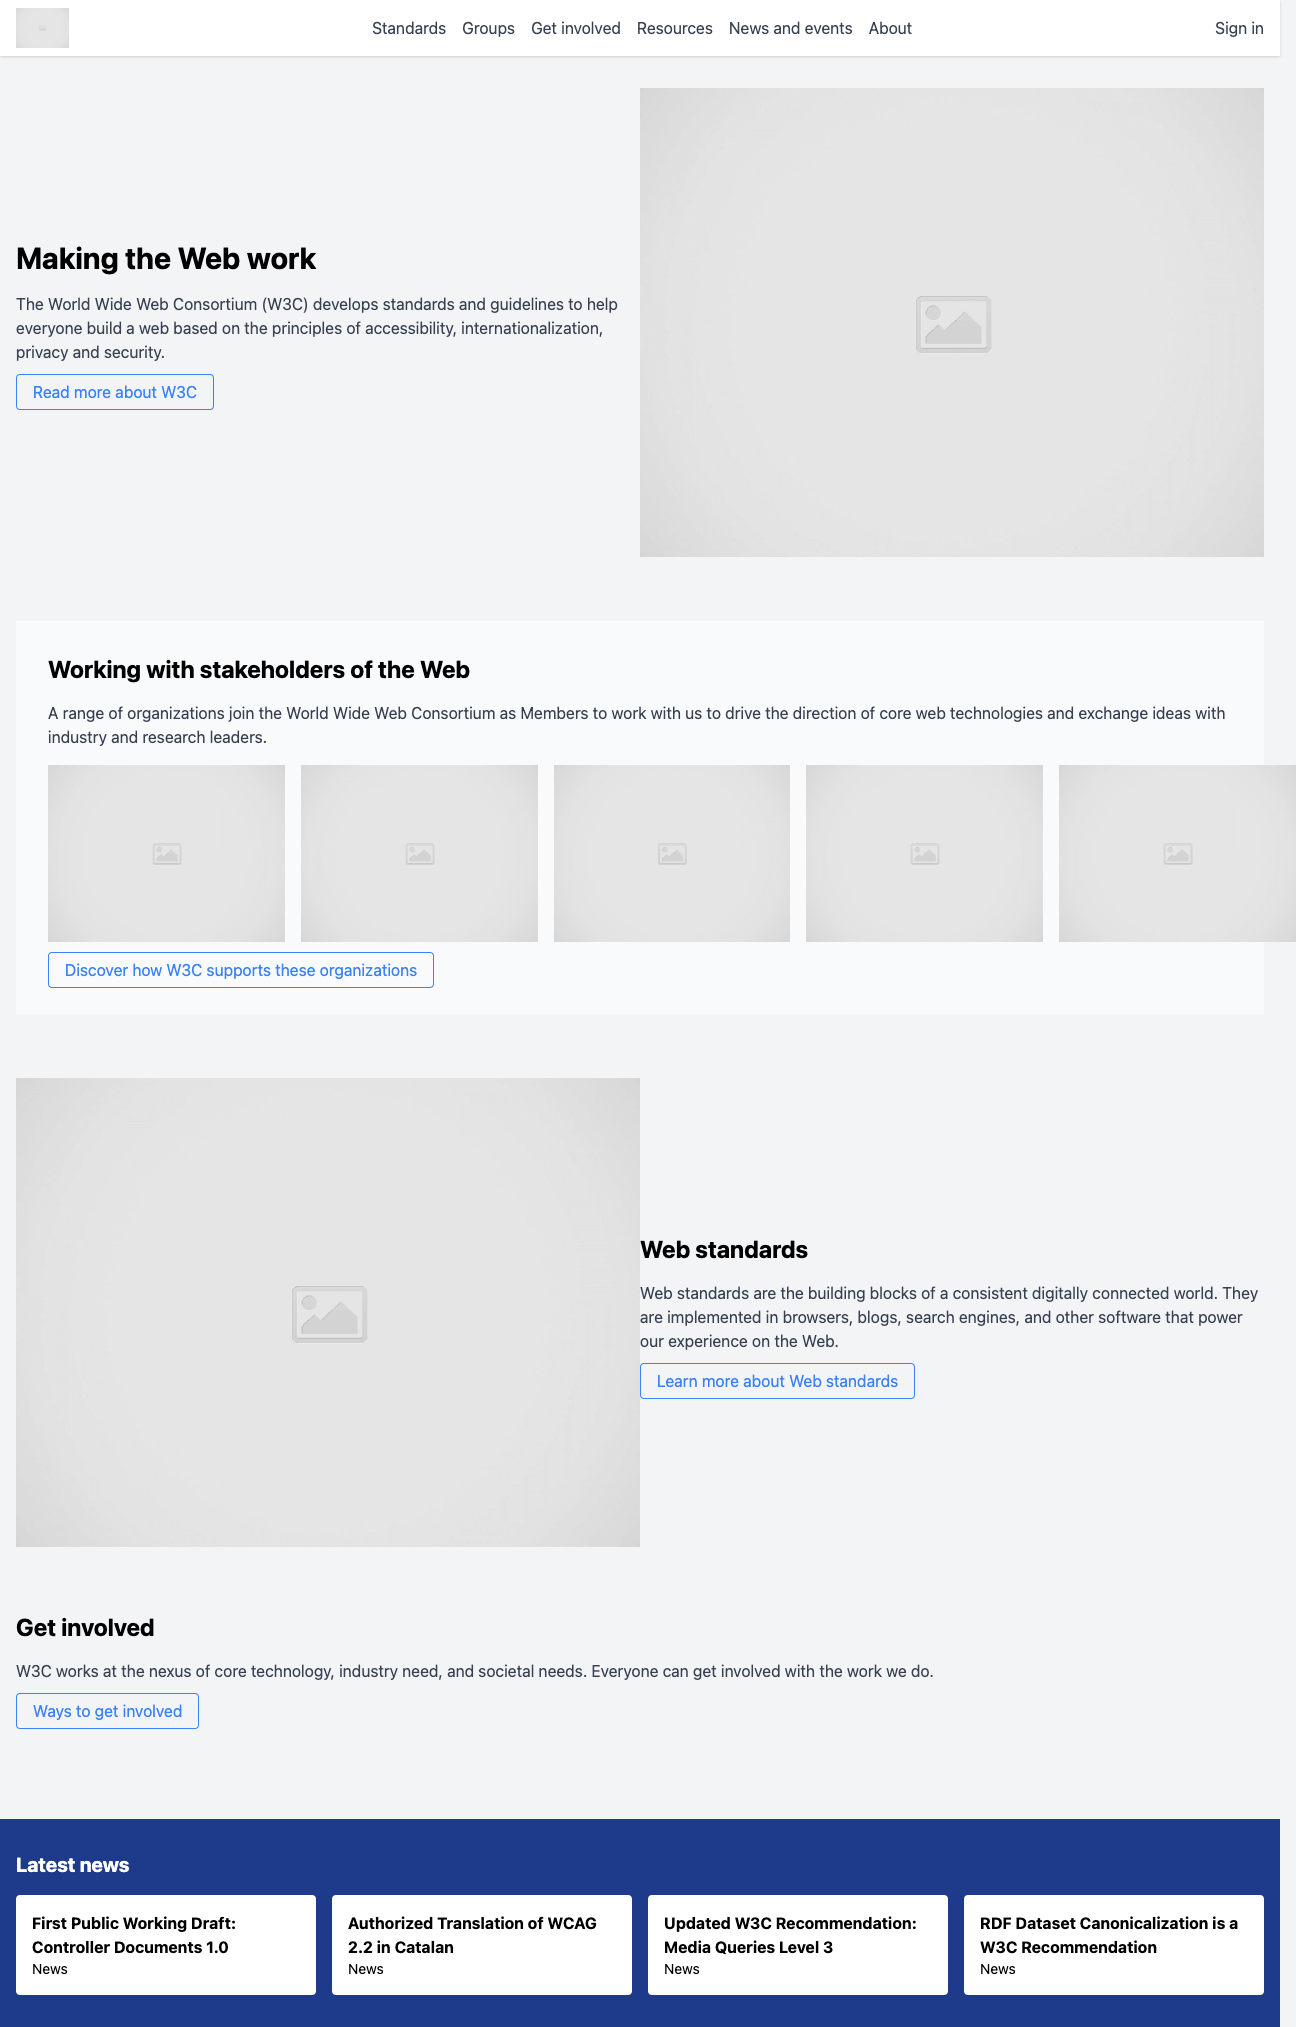 Standards Groups Get involved Resources News and events About Sign in
Making the Web work
The World Wide Web Consortium (W3C) develops standards and guidelines to help
everyone build a web based on the principles of accessibility, internationalization,
privacy and security.
Read more about W3C
Working with stakeholders of the Web
A range of organizations join the World Wide Web Consortium as Members to work with us to drive the direction of core web technologies and exchange ideas with
industry and research leaders.
Discover how W3C supports these organizations
Web standards
Web standards are the building blocks of a consistent digitally connected world. They
are implemented in browsers, blogs, search engines, and other software that power
our experience on the Web.
Learn more about Web standards
Get involved
W3C works at the nexus of core technology, industry need, and societal needs. Everyone can get involved with the work we do.
Ways to get involved
Latest news
First Public Working Draft:
Controller Documents 1.0
News
Authorized Translation of WCAG
2.2 in Catalan
News
Updated W3C Recommendation:
Media Queries Level 3
News
RDF Dataset Canonicalization is a
W3C Recommendation
News